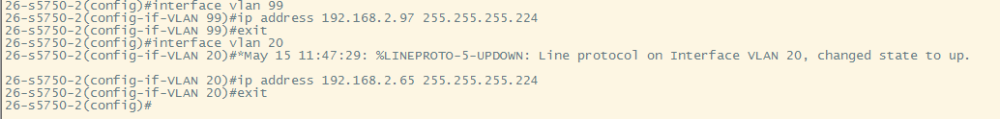 26-s5750-2(config)#interface vlan 99
26-s5750-2(config-if-VLAN 99)#ip address 192.168.2.97 255.255.255.224
26-s5750-2(config-if-VLAN 99)#exit
26-s5750-2(config)#interface vlan 20
26-s5750-2(config-if-VLAN 20)#*May 15 11:47:29: %LINEPROTO-5-UPDOWN: Line protocol on Interface VLAN 20, changed state to up.
26-s5750-2(config-if-VLAN 20)#ip address 192.168.2.65 255.255.255.224
26-s5750-2(config-if-VLAN 20)#exit
26-s5750-2(config)#